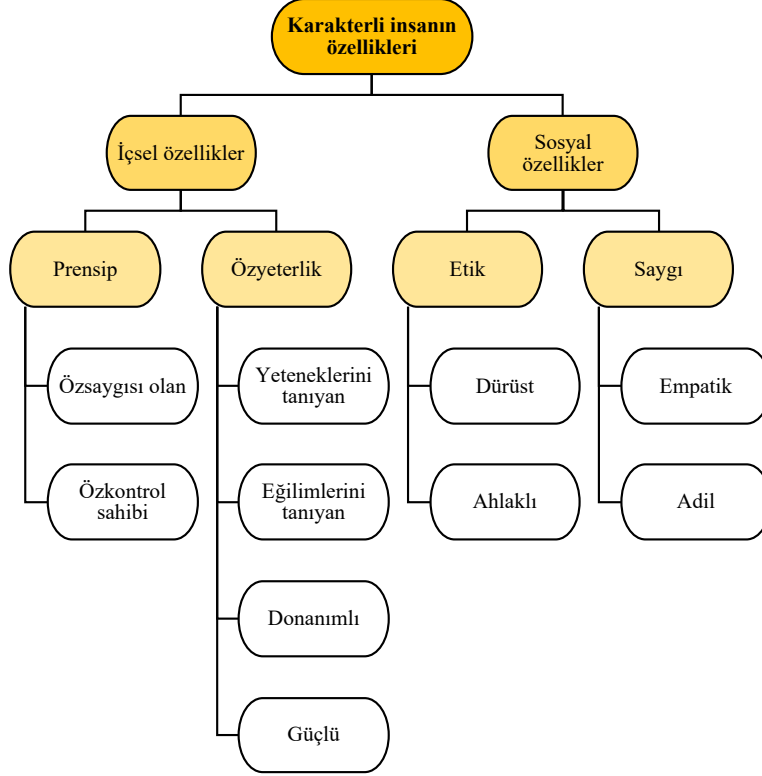 Karakterli insanın
özellikleri
İçsel özellikler
Sosyal
özellikler
Prensip
Özyeterlik
Etik
Saygı
Özsaygısı olan
Yeteneklerini
tanıyan
Dürüst
Empatik
Özkontrol
sahibi
Eğilimlerini
tanıyan
Ahlaklı
Adil
Donanımlı
Güçlü